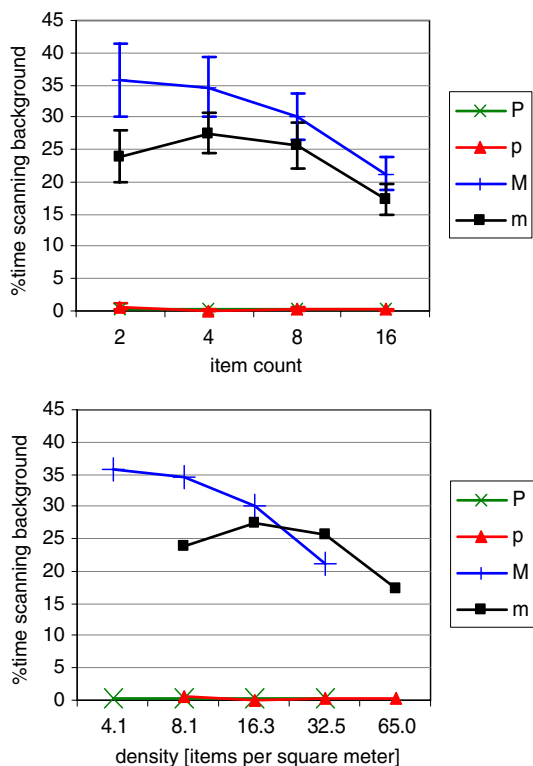 45
40
35
30
25
20
15
10
5
0
%time scanning background
2 4 8 16
item count
P
p
M
m
45
40
35
30
25
20
15
10
5
0
%time scanning background
4.1 8.1 16.3 32.5 65.0
density [items per square meter]
P
p
M
m